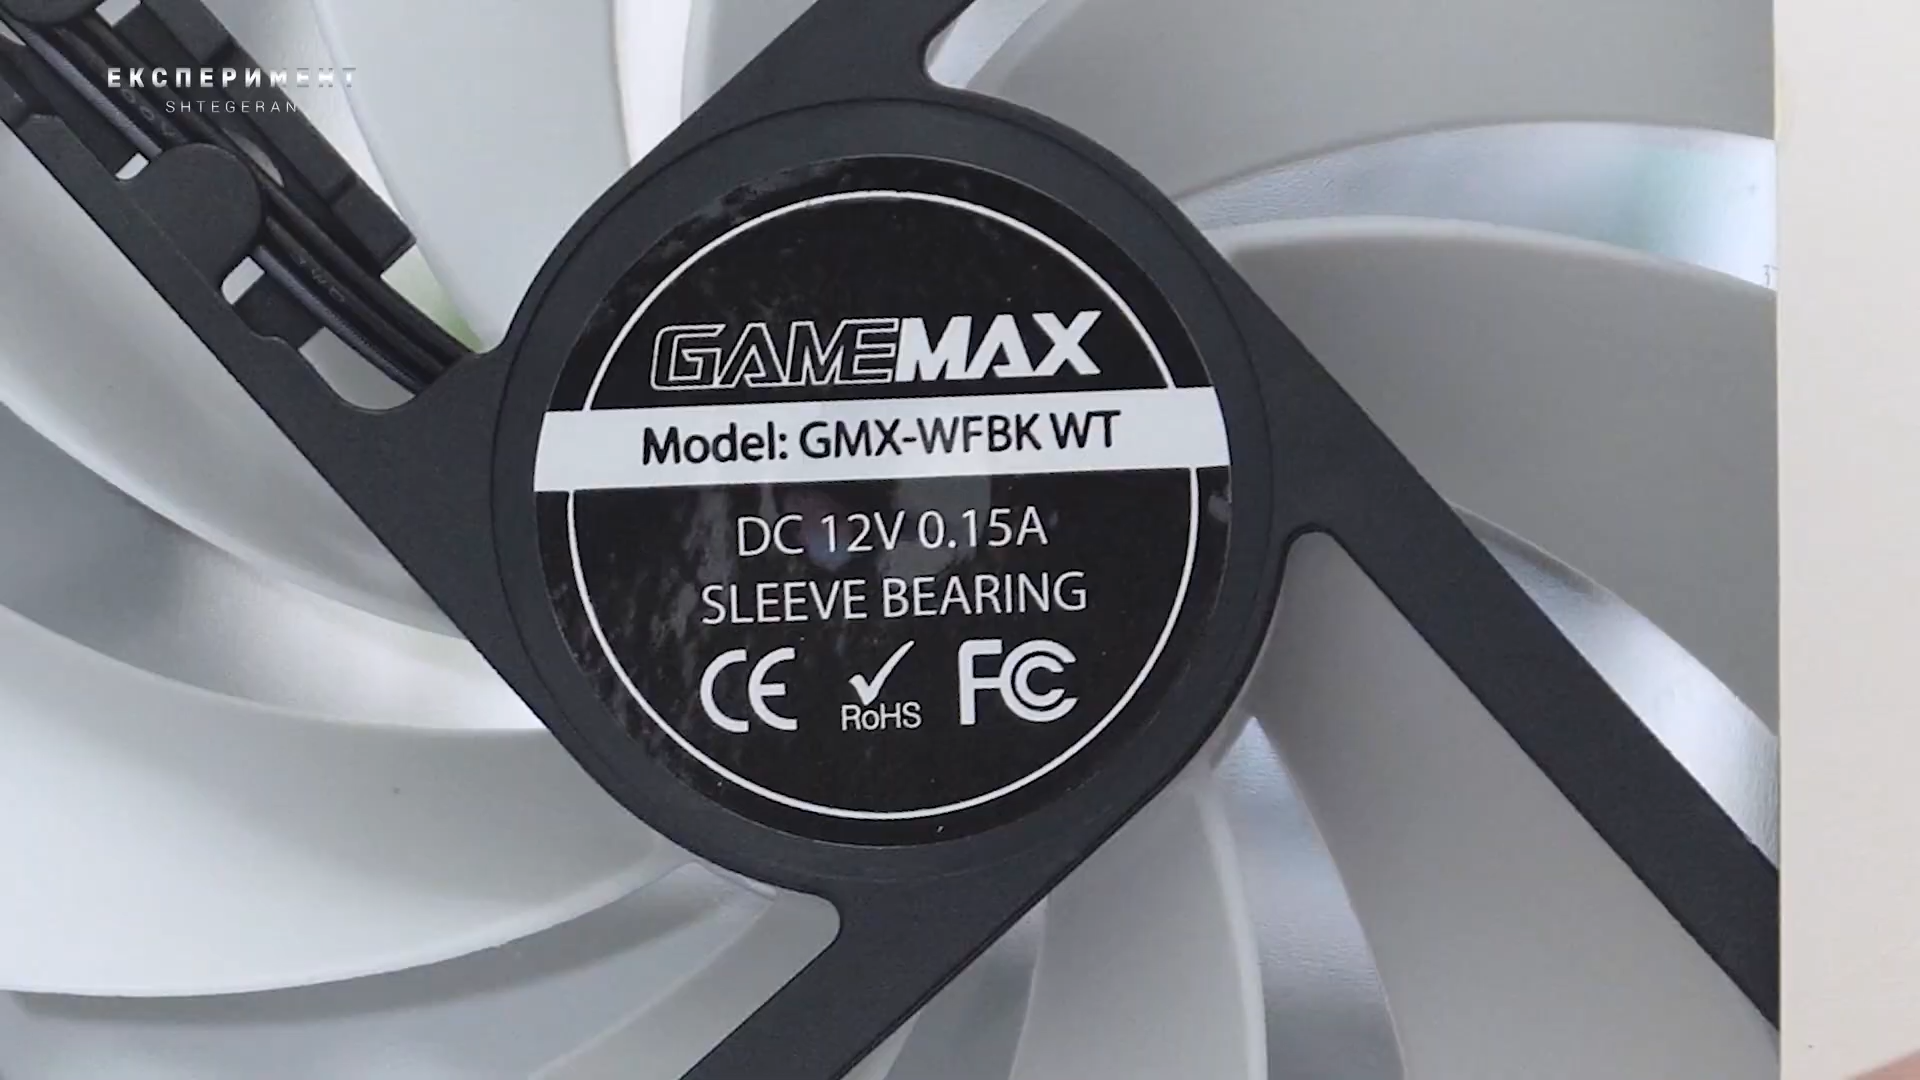 ЕКСПЕРИМЕНТ
SHTEGERAN
GAMEMAX
Model: GMX-WFBK WT
DC 12V 0.15A
SLEEVE BEARING
CE
RoHS
FC